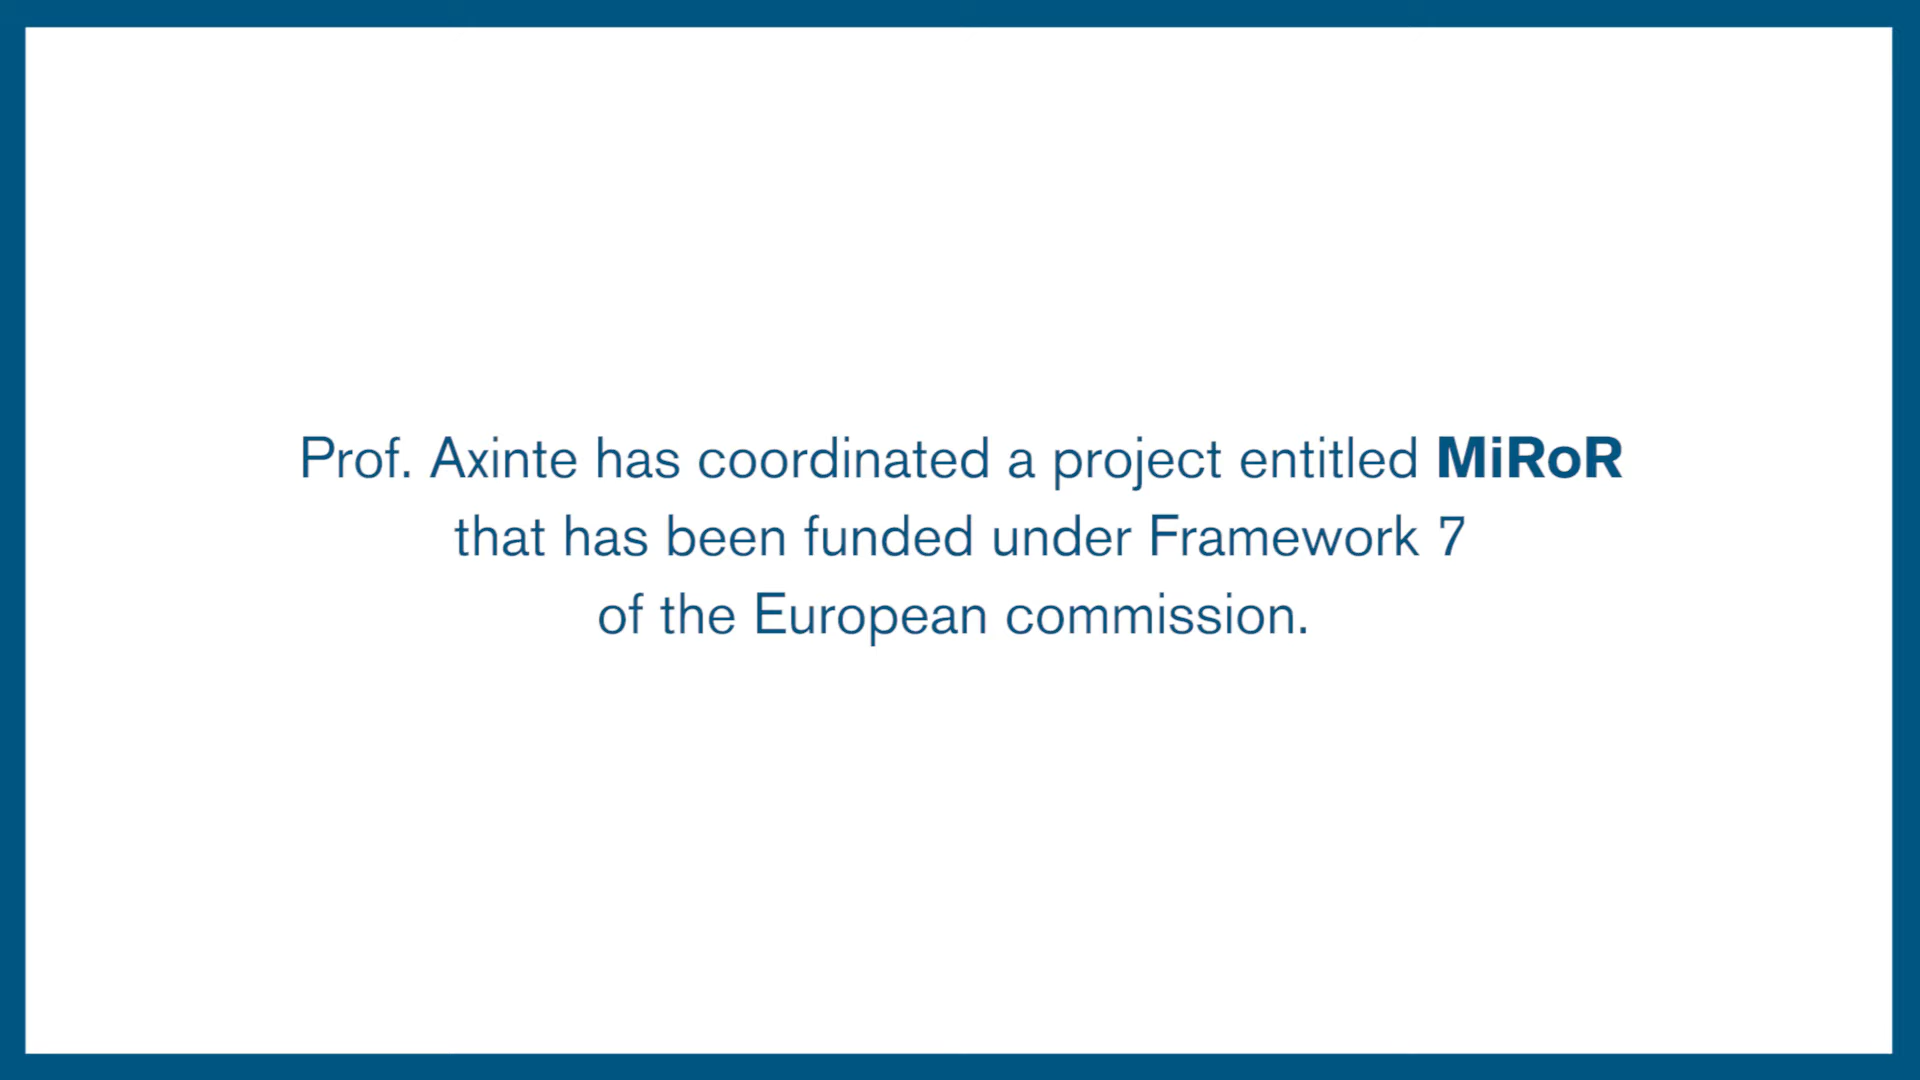 Prof. Axinte has coordinated a project entitled MiRoR
that has been funded under Framework 7
of the European commission.